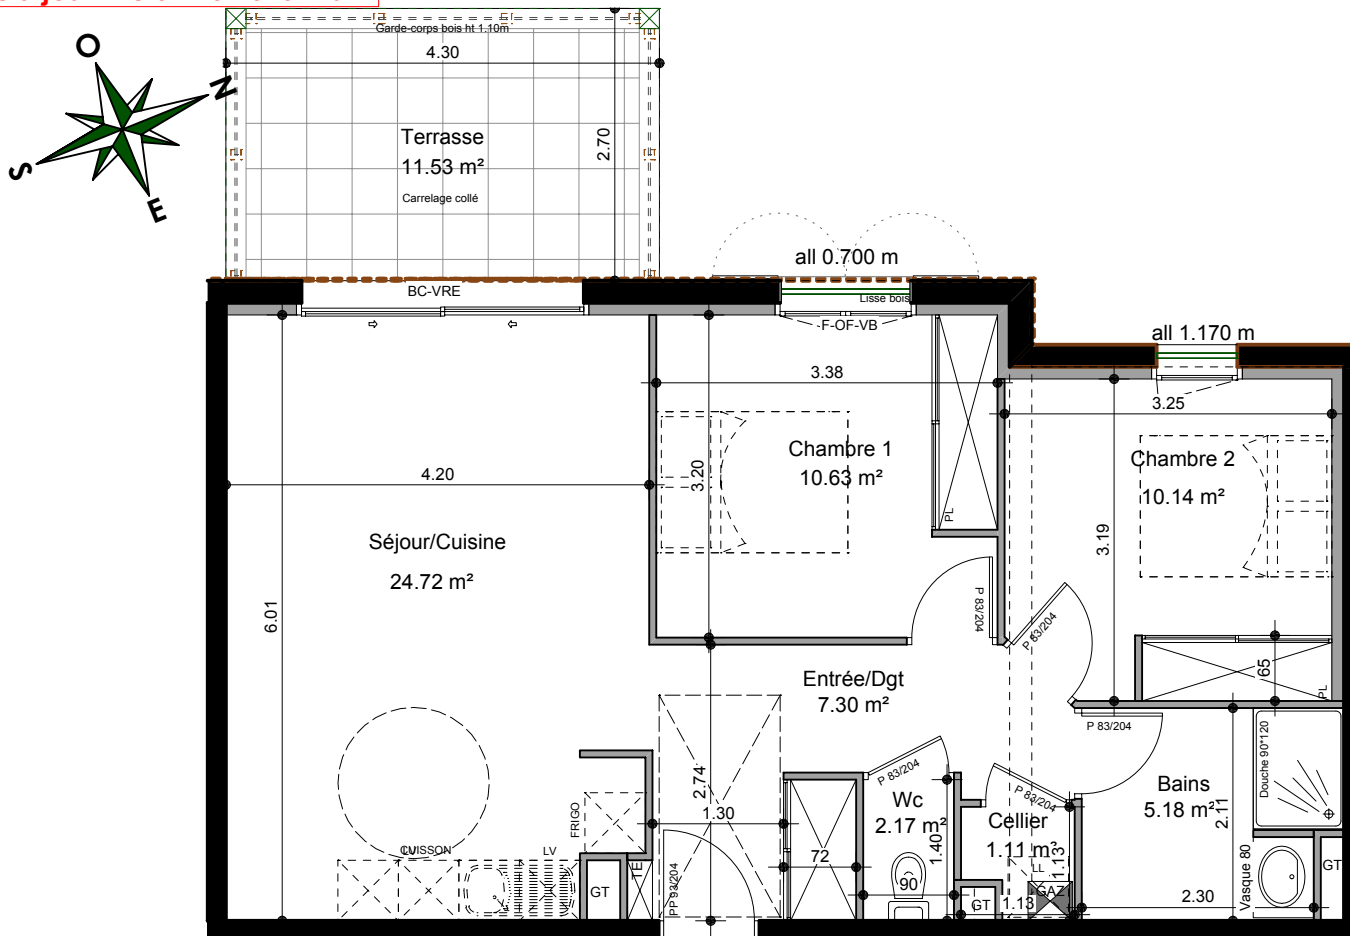 Garde-corps bois ht 1.10m
4.30
O
N
S
E
Terrasse
11.53 m²
Carrelage collé
2.70
all 0.700 m
BC-VRE
Lisse bois
F-OF-VB
all 1.170 m
3.38
3.25
Chambre 1
10.63 m²
3.20
PL
Chambre 2
10.14 m²
3.19
4.20
Séjour/Cuisine
24.72 m²
6.01
P 83/204
P 83/204
65
PL
Entrée/Dgt
7.30 m²
P 83/204
Douche 90*120
2.74
1.30
P 83/204
Wc
2.17 m²
1.40
P 83/204
Cellier
1.11 m²
1.13
Bains
5.18 m²
2.11
FRIGO
CUISSON
LV
GT
TE
PP 93/204
72
90
LL
GAZ
GT
1.13
2.30
Vasque 80
GT